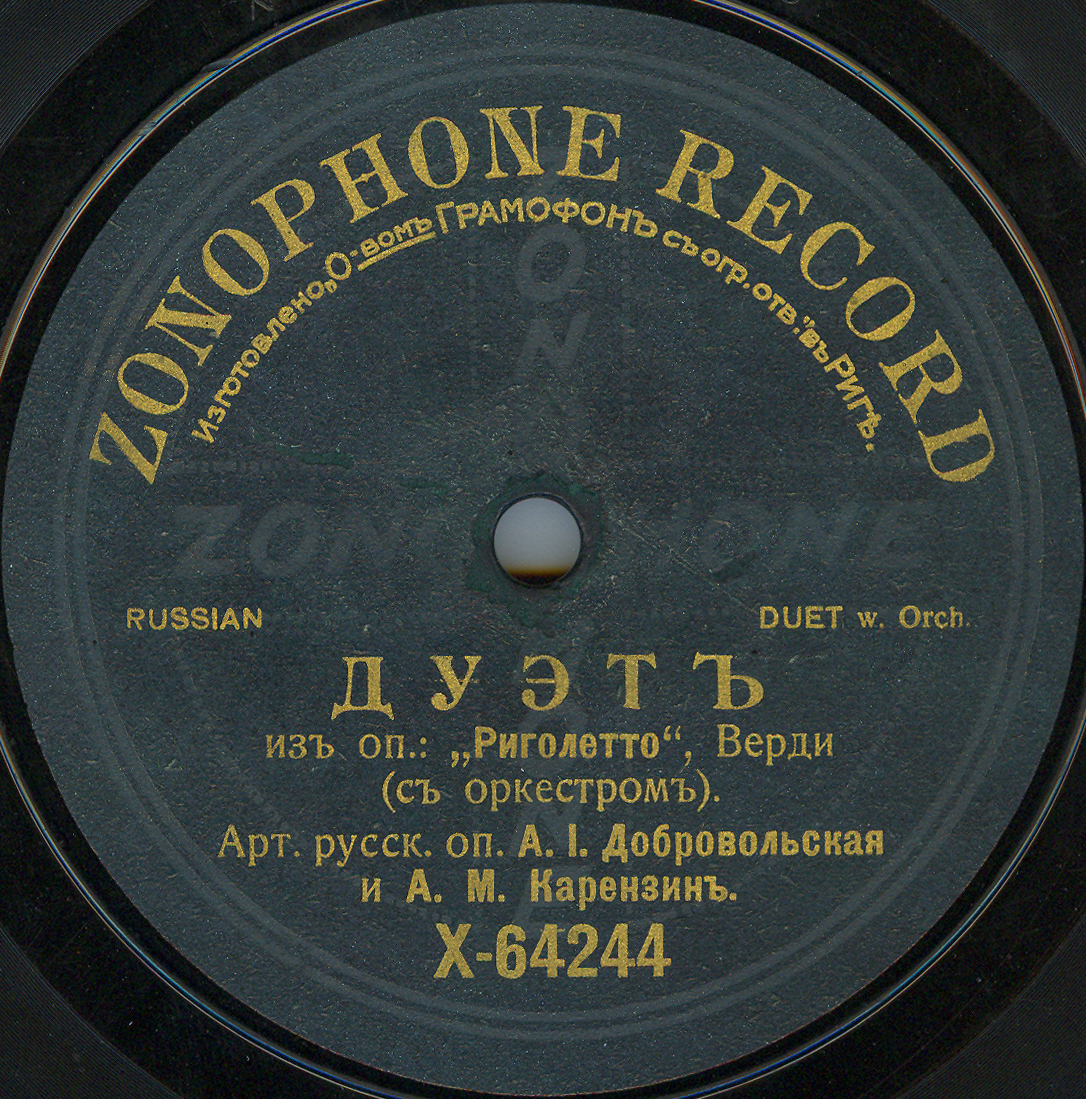 ZONOPHONE RECORD
Изготовлено „О-вомъ Грамофонъ съ огр. отв.“ въ Ригѣ.
ZONOPHONE
RUSSIAN
DUET w. Orch.
ДУЭТЪ
изъ оп.: „Риголетто“, Верди
(съ оркестромъ).
Арт. русск. оп. А. І. Добровольская
и А. М. Карензинъ.
X-64244